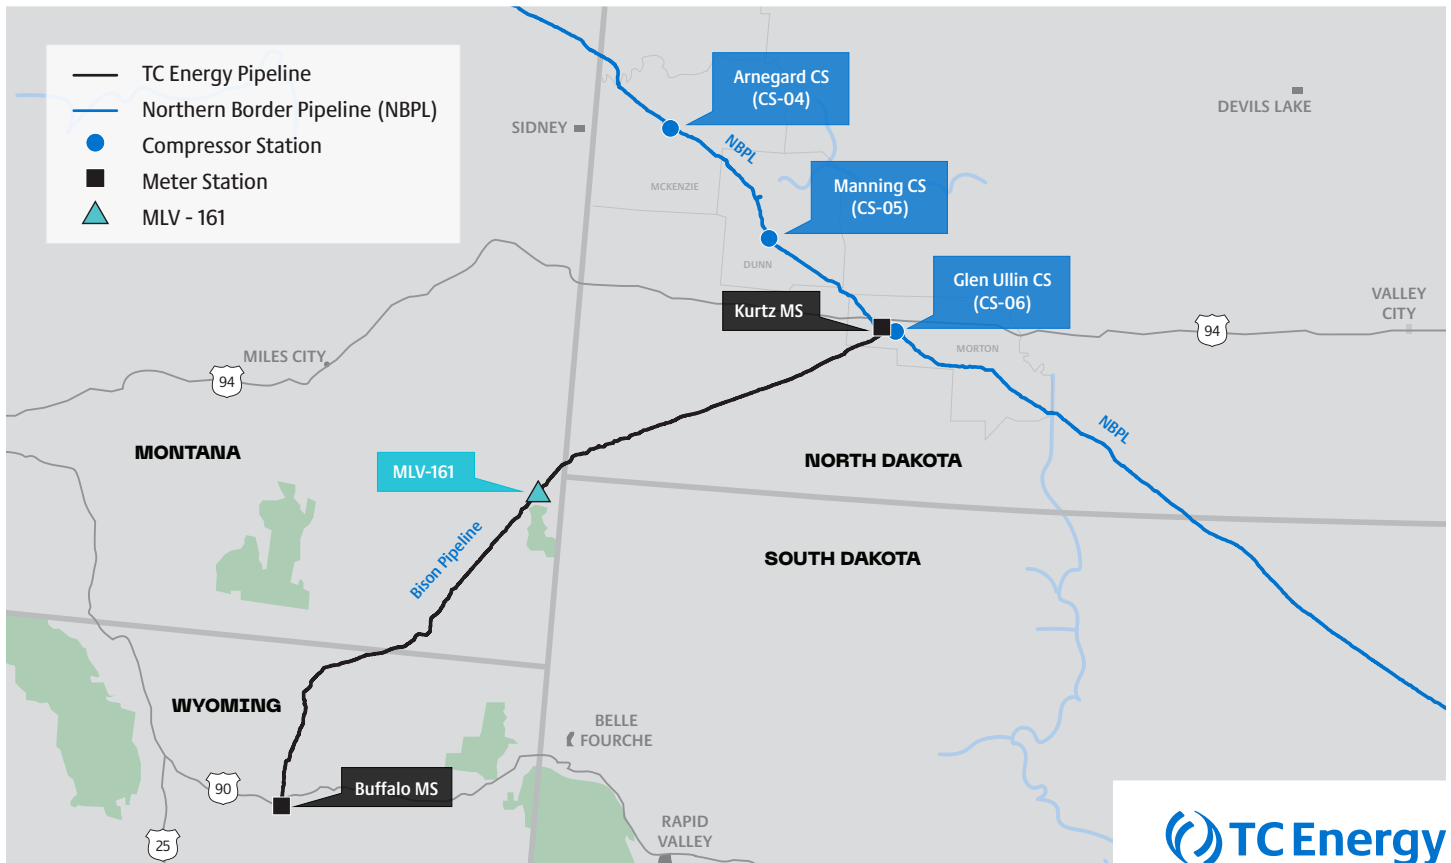 TC Energy Pipeline
Northern Border Pipeline (NBPL)
Compressor Station
Meter Station
MLV - 161
Arnegard CS
(CS-04)
DEVILS LAKE
SIDNEY
NBPL
MCKENZIE
Manning CS
(CS-05)
DUNN
Glen Ullin CS
(CS-06)
Kurtz MS
VALLEY
CITY
94
MORTON
MILES CITY
94
NBPL
MONTANA
NORTH DAKOTA
MLV-161
Bison Pipeline
SOUTH DAKOTA
WYOMING
BELLE
FOURCHE
90
Buffalo MS
25
RAPID
VALLEY
TC Energy